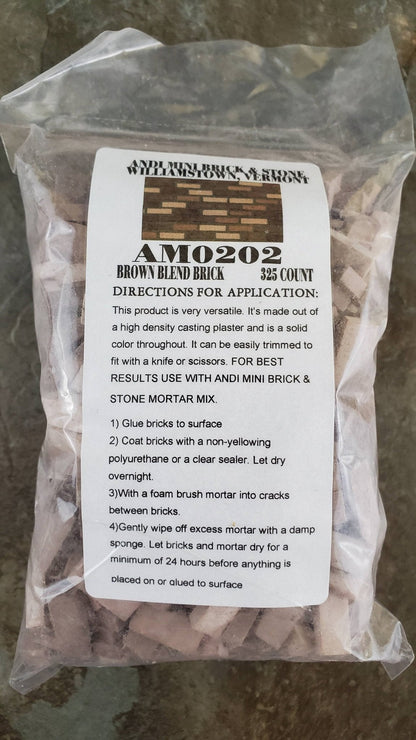 ANDI MINI BRICK & STONE
WILLIAMSTOWN, VERMONT
AM0202
BROWN BLEND BRICK 325 COUNT
DIRECTIONS FOR APPLICATION:
This product is very versatile. It's made out of
a high density casting plaster and is a solid
color throughout. It can be easily trimmed to
fit with a knife or scissors. FOR BEST
RESULTS USE WITH ANDI MINI BRICK &
STONE MORTAR MIX.
1) Glue bricks to surface
2) Coat bricks with a non-yellowing
polyurethane or a clear sealer. Let dry
overnight.
3)With a foam brush mortar into cracks
between bricks.
4)Gently wipe off excess mortar with a damp
sponge. Let bricks and mortar dry for a
minimum of 24 hours before anything is
placed on or glued to surface